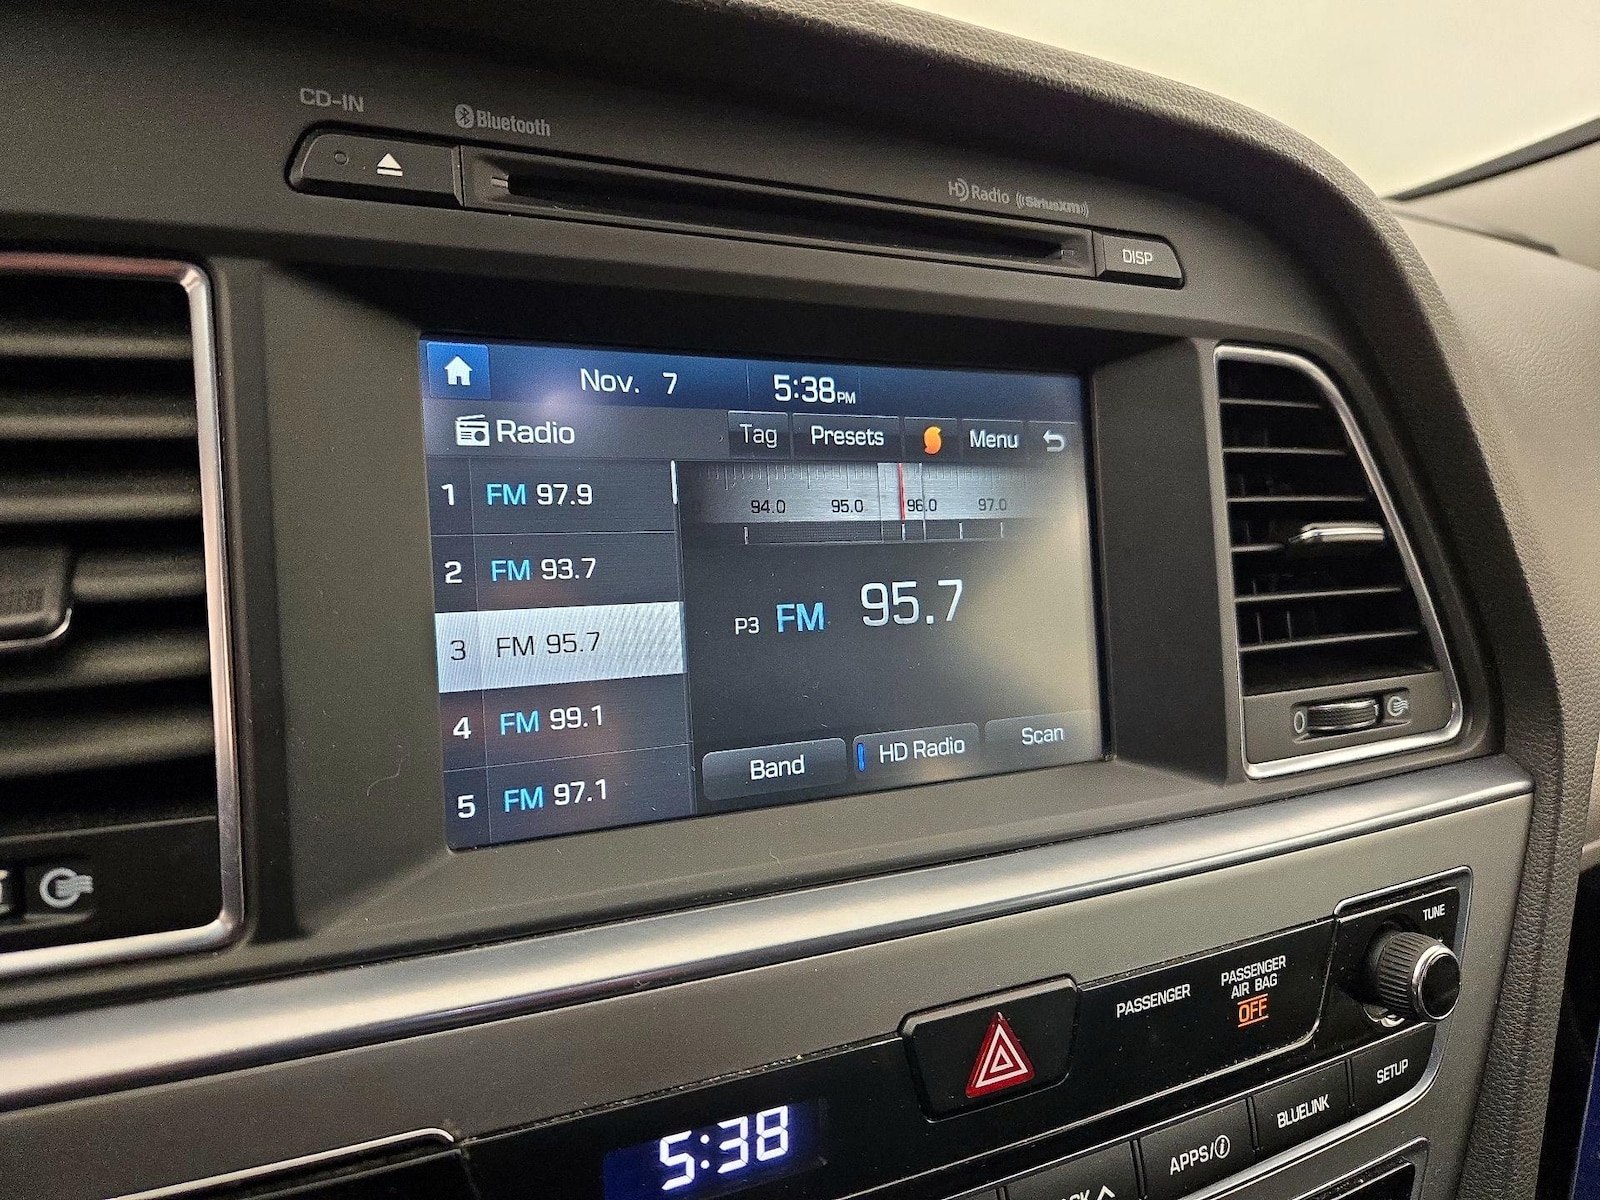 CD-IN
Bluetooth
HD Radio ((SiriusXM))
DISP
Nov. 7 5:38 PM
Radio Tag Presets Menu
94.0 95.0 96.0 97.0
1 FM 97.9
2 FM 93.7
3 FM 95.7
4 FM 99.1
5 FM 97.1
P3 FM 95.7
Band HD Radio Scan
TUNE
PASSENGER
PASSENGER
AIR BAG
OFF
5:38
APPS/i
BLUELINK
SETUP